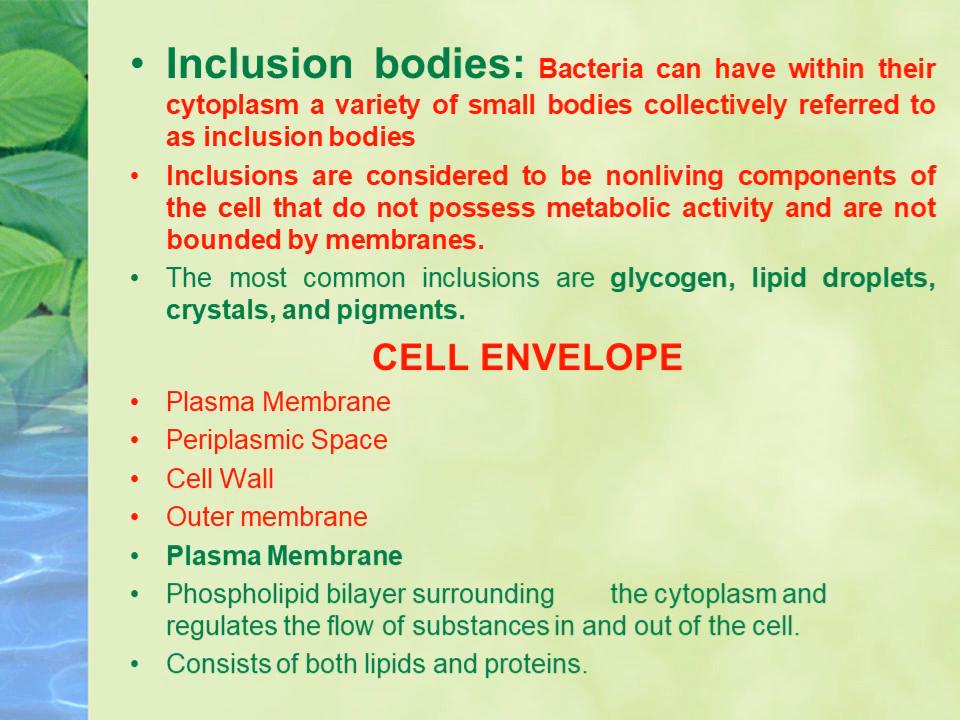 • Inclusion bodies: Bacteria can have within their
cytoplasm a variety of small bodies collectively referred to
as inclusion bodies
• Inclusions are considered to be nonliving components of
the cell that do not possess metabolic activity and are not
bounded by membranes.
• The most common inclusions are glycogen, lipid droplets,
crystals, and pigments.
CELL ENVELOPE
• Plasma Membrane
• Periplasmic Space
• Cell Wall
• Outer membrane
• Plasma Membrane
• Phospholipid bilayer surrounding the cytoplasm and
regulates the flow of substances in and out of the cell.
• Consists of both lipids and proteins.